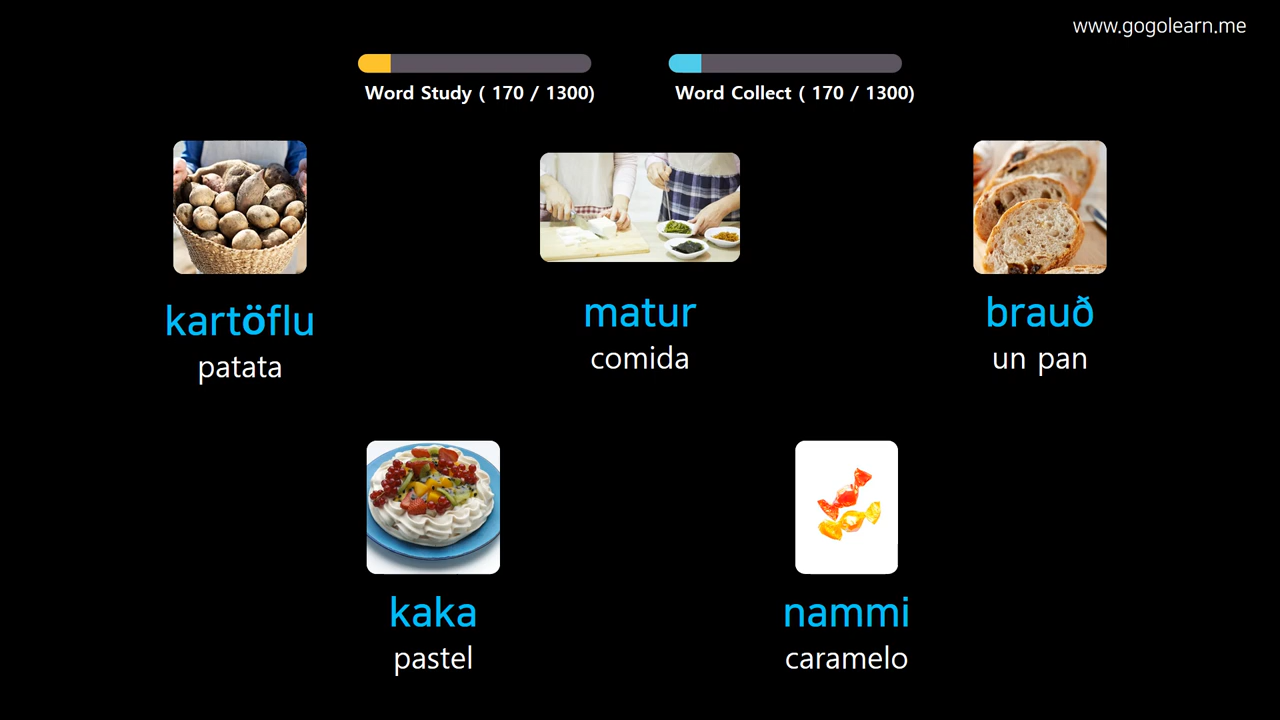 www.gogolearn.me
Word Study ( 170 / 1300)
Word Collect ( 170 / 1300)
kartöflu
patata
matur
comida
brauð
un pan
kaka
pastel
nammi
caramelo